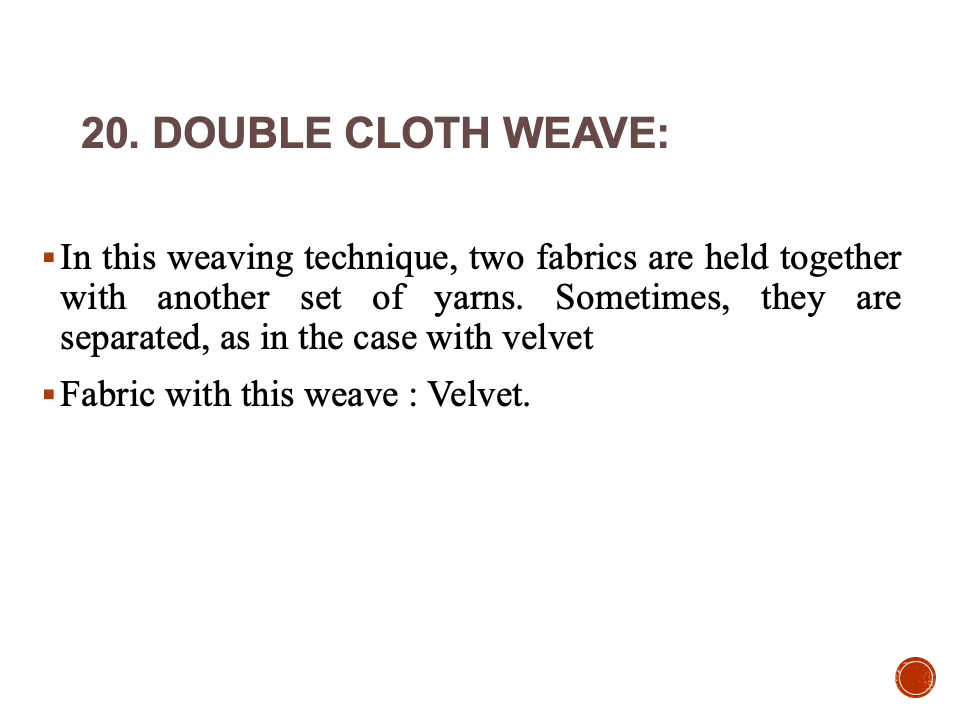 20. DOUBLE CLOTH WEAVE:
▪In this weaving technique, two fabrics are held together
with another set of yarns. Sometimes, they are
separated, as in the case with velvet
▪Fabric with this weave : Velvet.